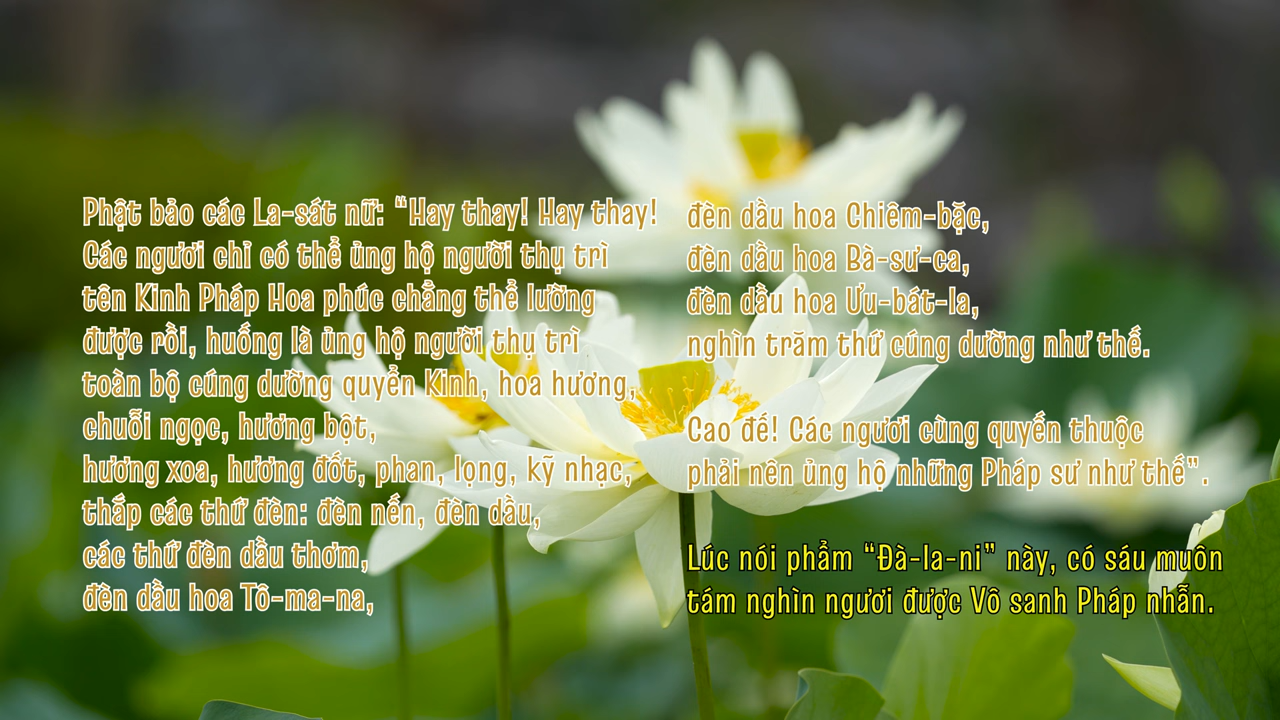 Phật bảo các La-sát nữ: “Hay thay! Hay thay!
Các ngươi chỉ có thể ủng hộ người thụ trì
tên Kinh Pháp Hoa phúc chẳng thể lường
được rồi, huống là ủng hộ người thụ trì
toàn bộ cúng dường quyển Kinh, hoa hương,
chuỗi ngọc, hương bột,
hương xoa, hương đốt, phan, lọng, kỹ nhạc,
thắp các thứ đèn: đèn nến, đèn dầu,
các thứ đèn dầu thơm,
đèn dầu hoa Tô-ma-na,
đèn dầu hoa Chiêm-bặc,
đèn dầu hoa Bà-sư-ca,
đèn dầu hoa Ưu-bát-la,
nghìn trăm thứ cúng dường như thế.
Cao đế! Các ngươi cùng quyến thuộc
phải nên ủng hộ những Pháp sư như thế”.
Lúc nói phẩm “Đà-la-ni” này, có sáu muôn
tám nghìn ngươi được Vô sanh Pháp nhẫn.